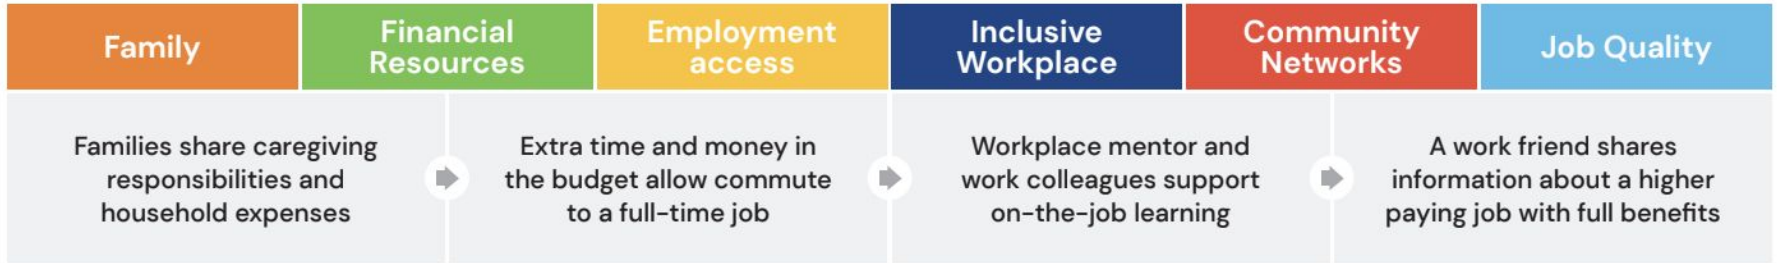 Family
Financial
Resources
Employment
access
Inclusive
Workplace
Community
Networks
Job Quality
Families share caregiving
responsibilities and
household expenses
Extra time and money in
the budget allow commute
to a full-time job
Workplace mentor and
work colleagues support
on-the-job learning
A work friend shares
information about a higher
paying job with full benefits